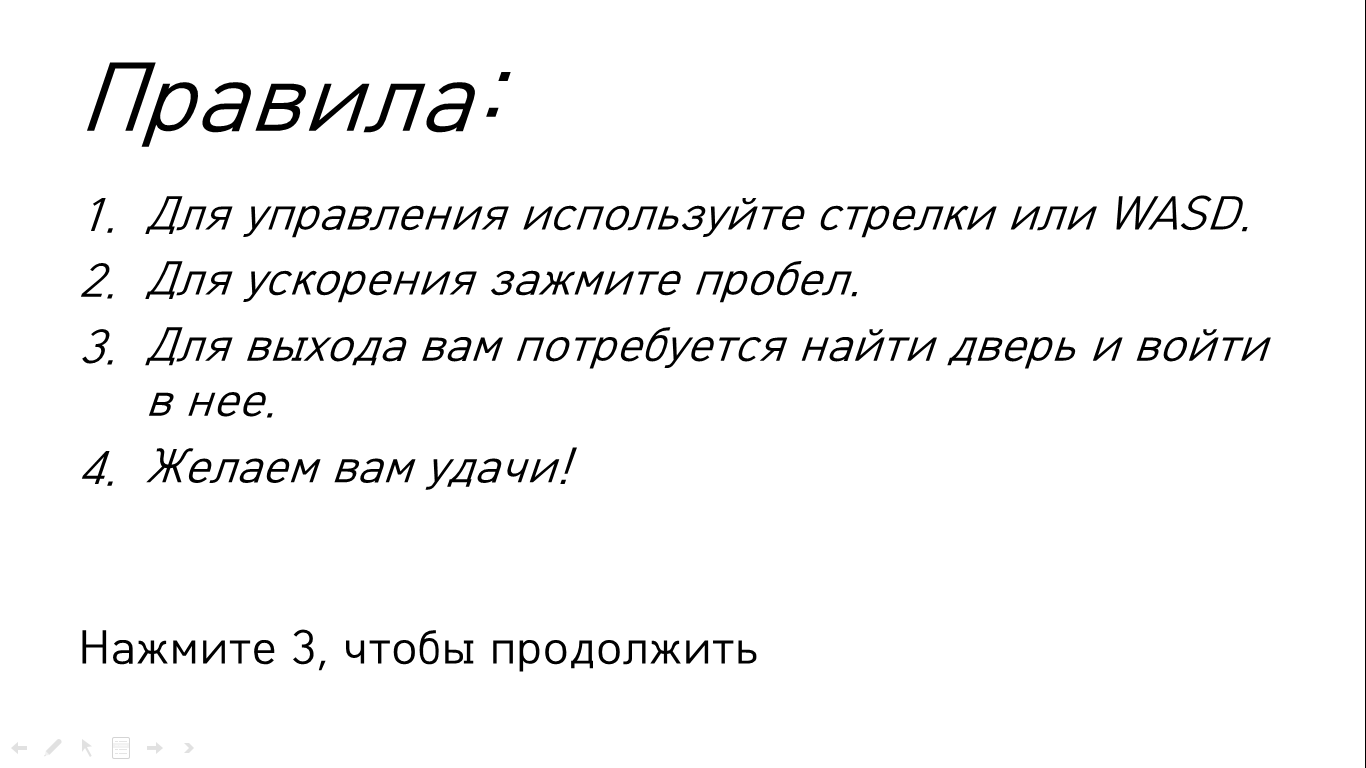 Правила:
1. Для управления используйте стрелки или WASD.
2. Для ускорения зажмите пробел.
3. Для выхода вам потребуется найти дверь и войти
в нее.
4. Желаем вам удачи!
Нажмите 3, чтобы продолжить